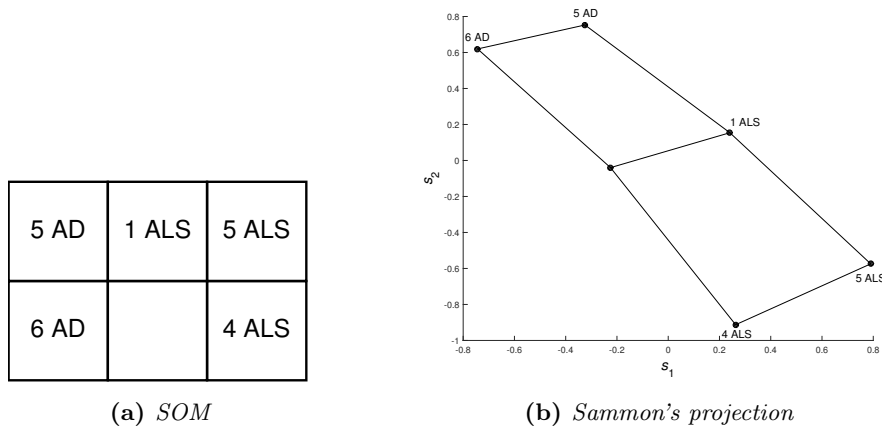 5 AD 1 ALS 5 ALS
6 AD 4 ALS
(a) SOM
0.8
0.6
0.4
0.2
0
-0.2
-0.4
-0.6
-0.8
-1
s2
-0.8 -0.6 -0.4 -0.2 0 0.2 0.4 0.6 0.8
s1
5 AD
6 AD
1 ALS
5 ALS
4 ALS
(b) Sammon's projection